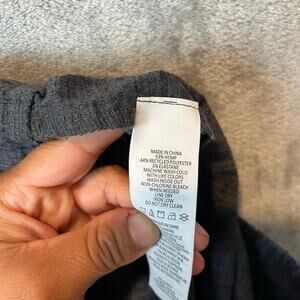 MADE IN CHINA
53% HEMP
44% RECYCLED POLYESTER
3% ELASTANE
MACHINE WASH COLD
WITH LIKE COLORS
WASH INSIDE OUT
NON-CHLORINE BLEACH
WHEN NEEDED
LINE DRY
IRON LOW
DO NOT DRY CLEAN